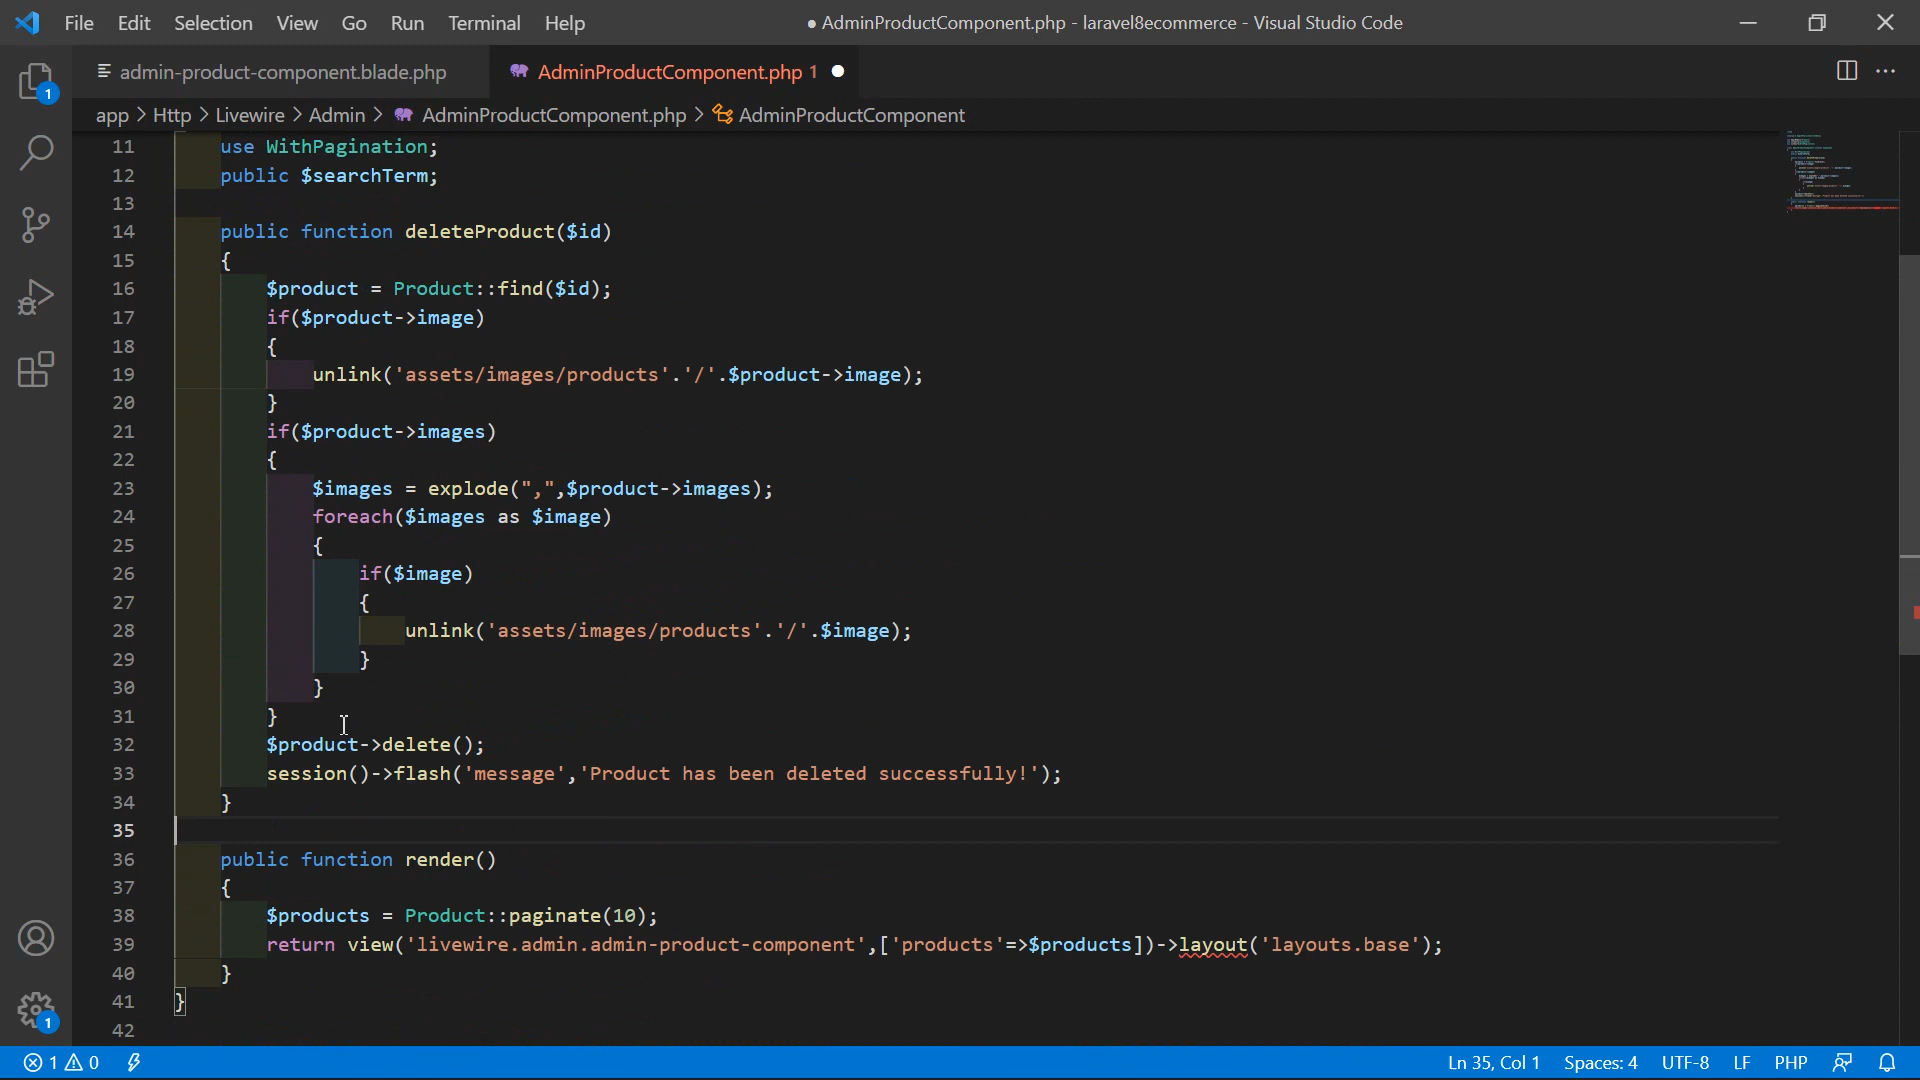 File Edit Selection View Go Run Terminal Help
● AdminProductComponent.php - laravel8ecommerce - Visual Studio Code
admin-product-component.blade.php
AdminProductComponent.php 1 ●
app > Http > Livewire > Admin > AdminProductComponent.php > AdminProductComponent
1
11 use WithPagination;
12 public $searchTerm;
13
14 public function deleteProduct($id)
15 {
16 $product = Product::find($id);
17 if($product->image)
18 {
19 unlink('assets/images/products'.'/'.$product->image);
20 }
21 if($product->images)
22 {
23 $images = explode(",",$product->images);
24 foreach($images as $image)
25 {
26 if($image)
27 {
28 unlink('assets/images/products'.'/'.$image);
29 }
30 }
31 }
32 $product->delete();
33 session()->flash('message','Product has been deleted successfully!');
34 }
35
36 public function render()
37 {
38 $products = Product::paginate(10);
39 return view('livewire.admin.admin-product-component',['products'=>$products])->layout('layouts.base');
40 }
41 }
42
1
1 0
Ln 35, Col 1 Spaces: 4 UTF-8 LF PHP